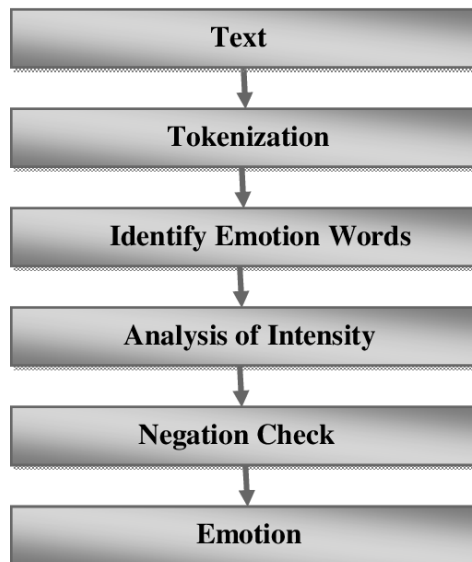 Text
Tokenization
Identify Emotion Words
Analysis of Intensity
Negation Check
Emotion